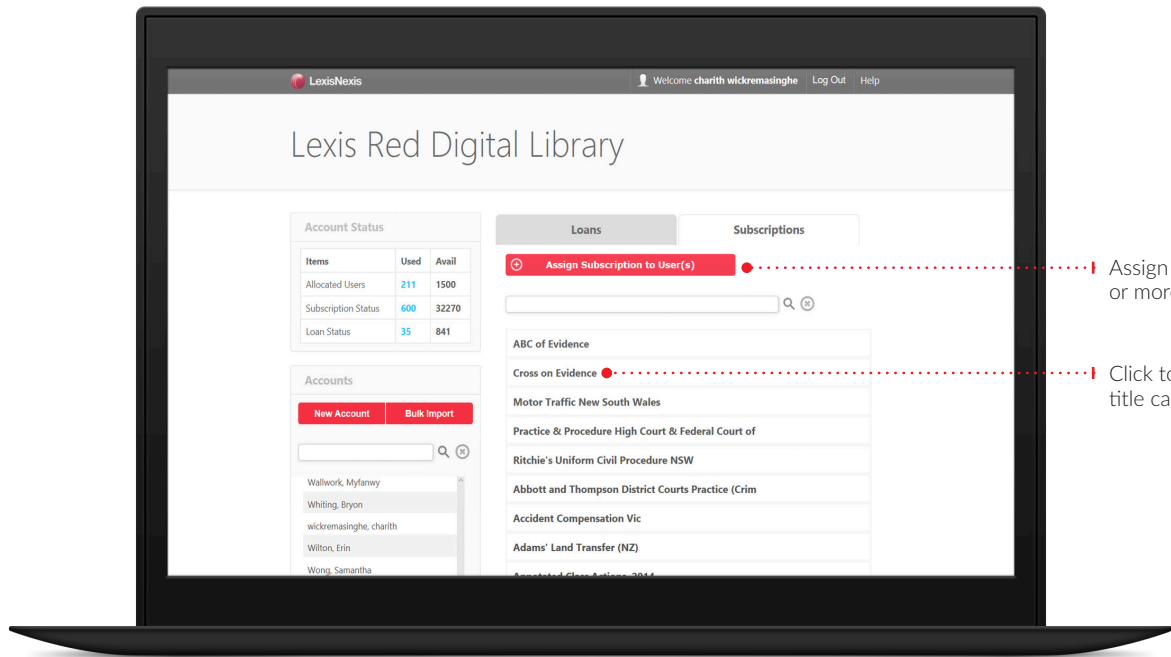 LexisNexis
Welcome charith wickremasinghe Log Out Help
Lexis Red Digital Library
Account Status
Items Used Avail
Allocated Users 211 1500
Subscription Status 600 32270
Loan Status 35 841
Accounts
New Account Bulk Import
Wallwork, Myfanwy
Whiting, Bryon
wickremasinghe, charith
Wilton, Erin
Wong, Samantha
Loans Subscriptions
Assign Subscription to User(s)
ABC of Evidence
Cross on Evidence
Motor Traffic New South Wales
Practice & Procedure High Court & Federal Court of
Ritchie's Uniform Civil Procedure NSW
Abbott and Thompson District Courts Practice (Crim
Accident Compensation Vic
Adams' Land Transfer (NZ)
Annotated Class Actions, 2014
Assign
or more
Click to
title ca